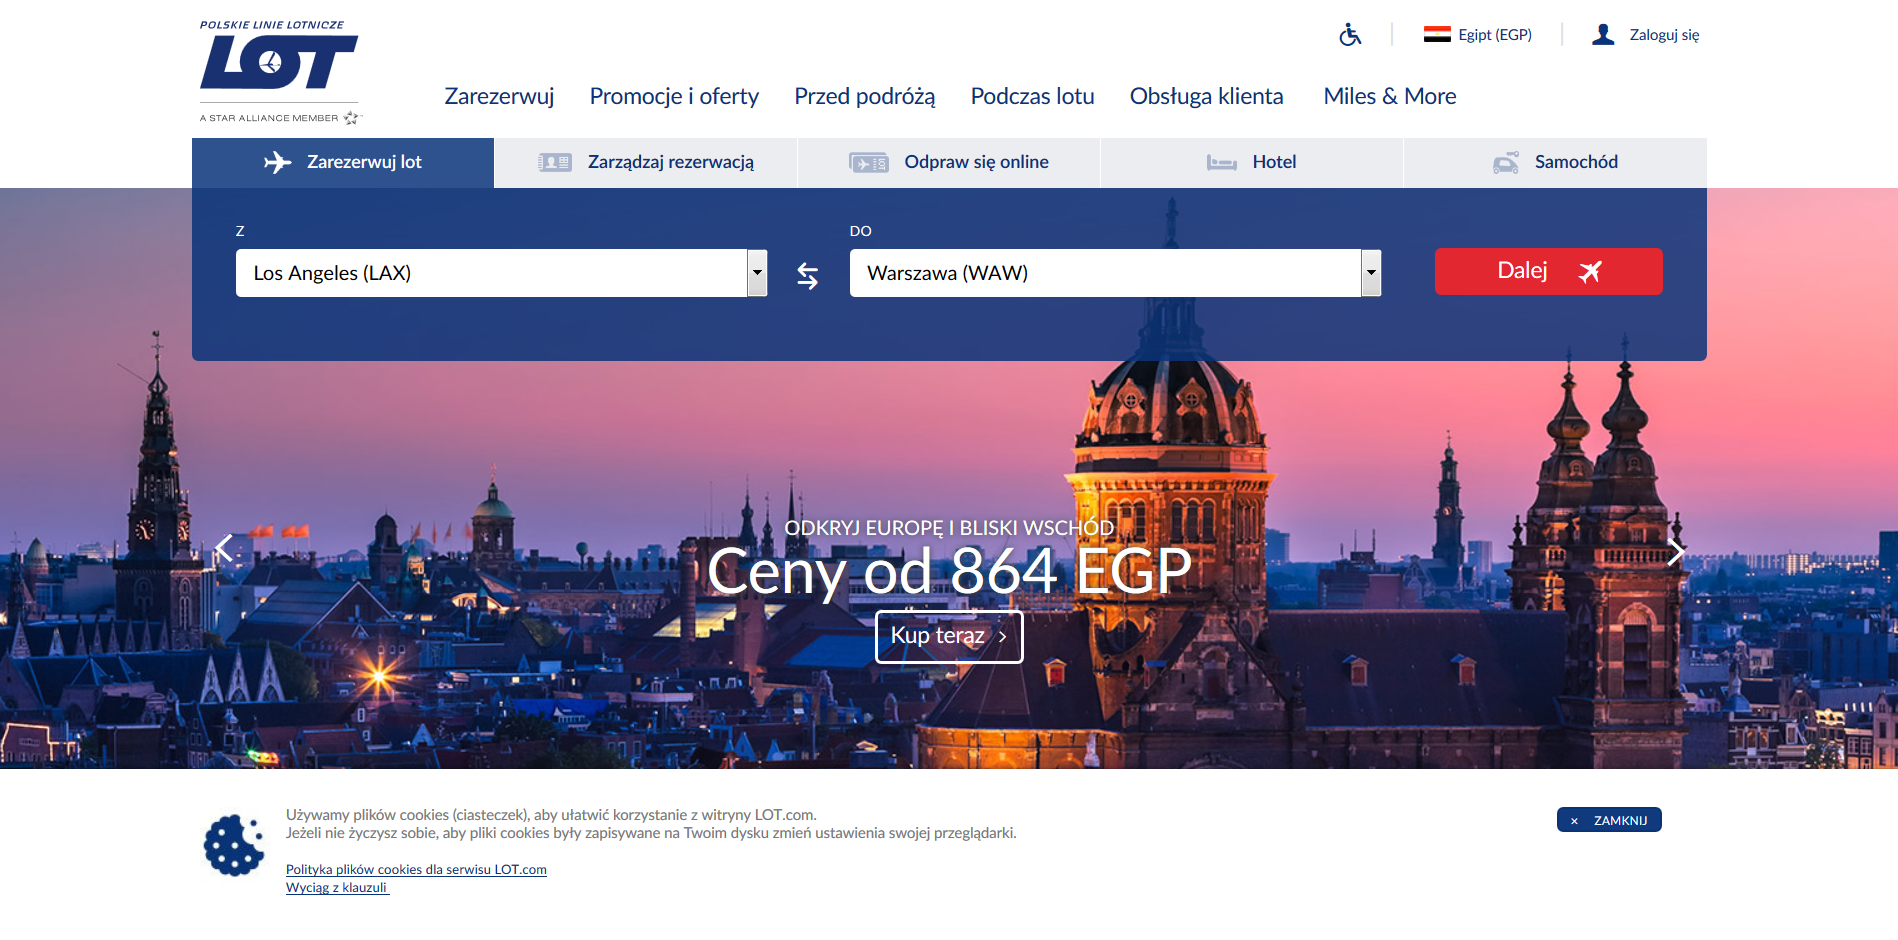 POLSKIE LINIE LOTNICZE
LOT
A STAR ALLIANCE MEMBER
Egipt (EGP)
Zaloguj się
Zarezerwuj
Promocje i oferty
Przed podróżą
Podczas lotu
Obsługa klienta
Miles & More
Zarezerwuj lot
Zarządzaj rezerwacją
Odpraw się online
Hotel
Samochód
Z
DO
Los Angeles (LAX)
Warszawa (WAW)
Dalej
ODKRYJ EUROPĘ I BLISKI WSCHÓD
Ceny od 864 EGP
Kup teraz
Używamy plików cookies (ciasteczek), aby ułatwić korzystanie z witryny LOT.com.
Jeżeli nie życzysz sobie, aby pliki cookies były zapisywane na Twoim dysku zmień ustawienia swojej przeglądarki.
× ZAMKNIJ
Polityka plików cookies dla serwisu LOT.com
Wyciąg z klauzuli